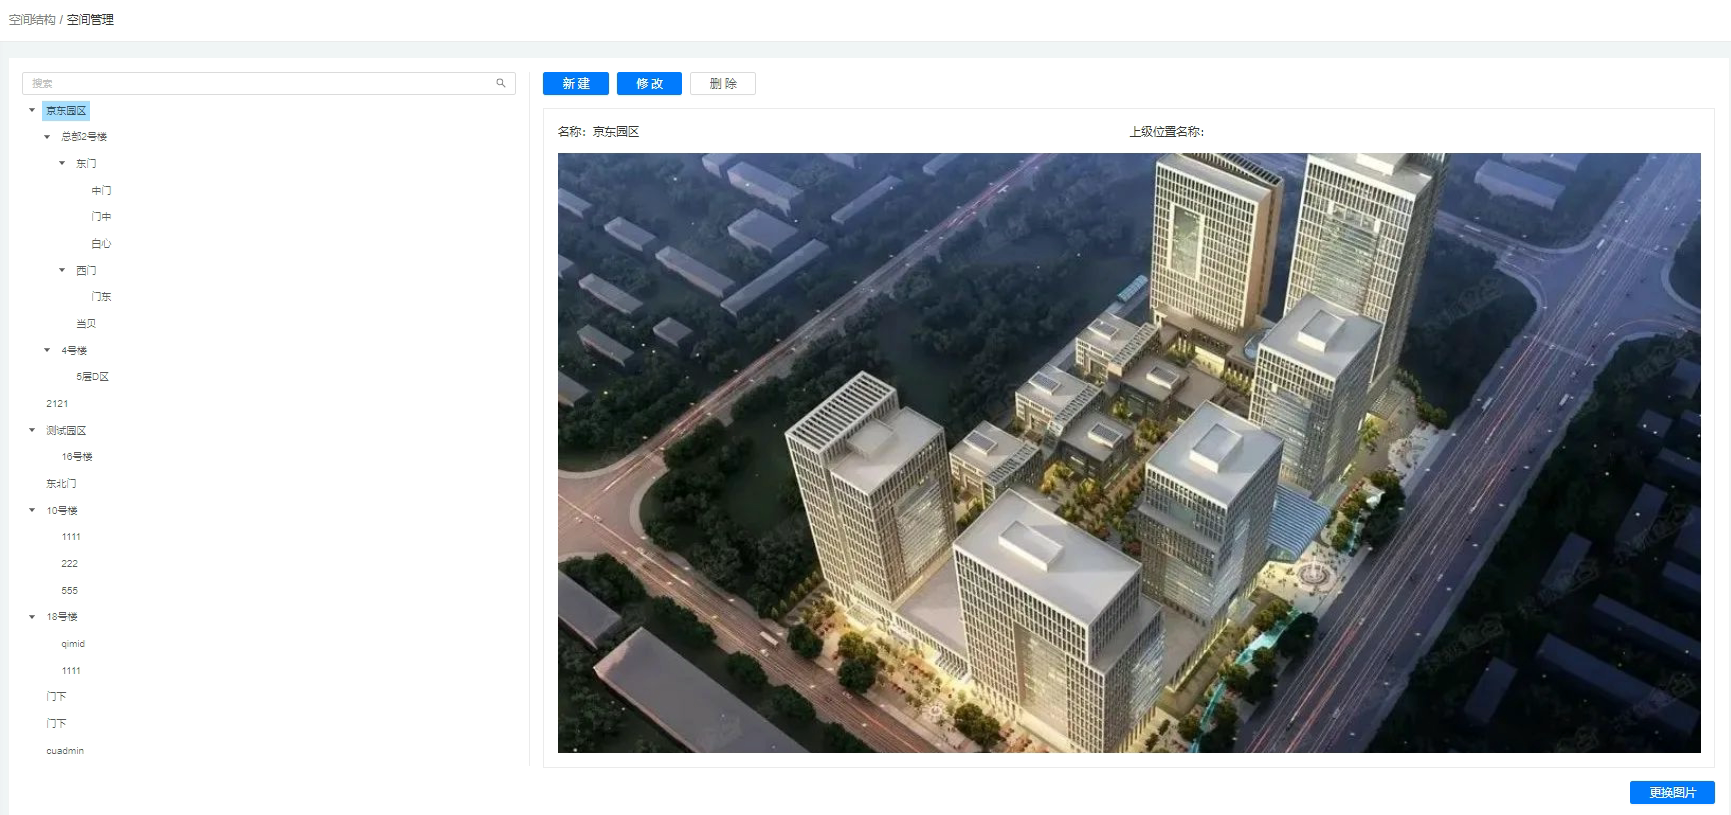 空间结构 / 空间管理
搜索
新建 修改 删除
京东园区
名称：京东园区 上级位置名称：
总部2号楼
东门
中门
门中
白心
西门
门东
当贝
4号楼
5层D区
2121
测试园区
16号楼
东北门
10号楼
1111
222
555
18号楼
qimid
1111
门下
门下
cuadmin
更换图片